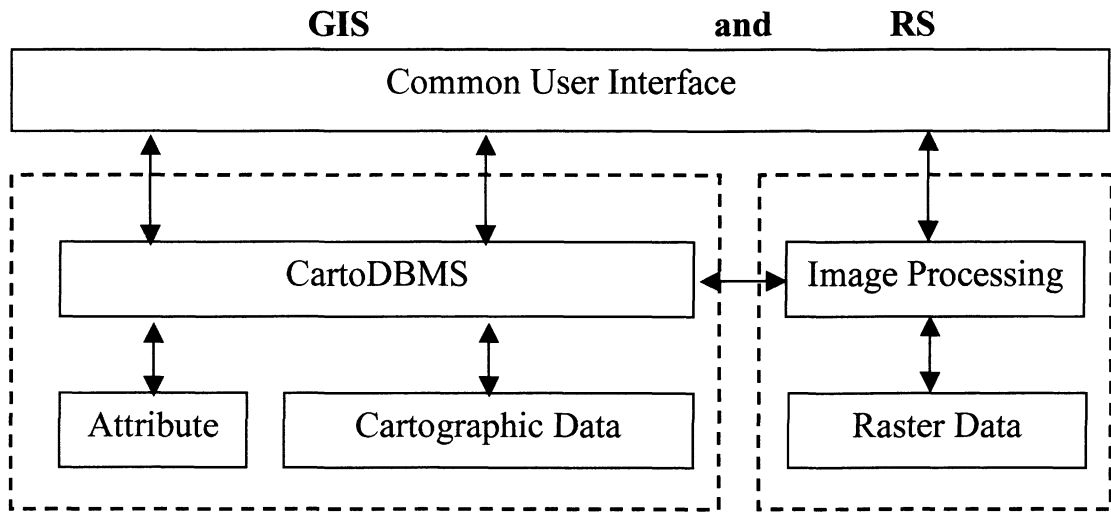 GIS and RS
Common User Interface
CartoDBMS
Image Processing
Attribute
Cartographic Data
Raster Data